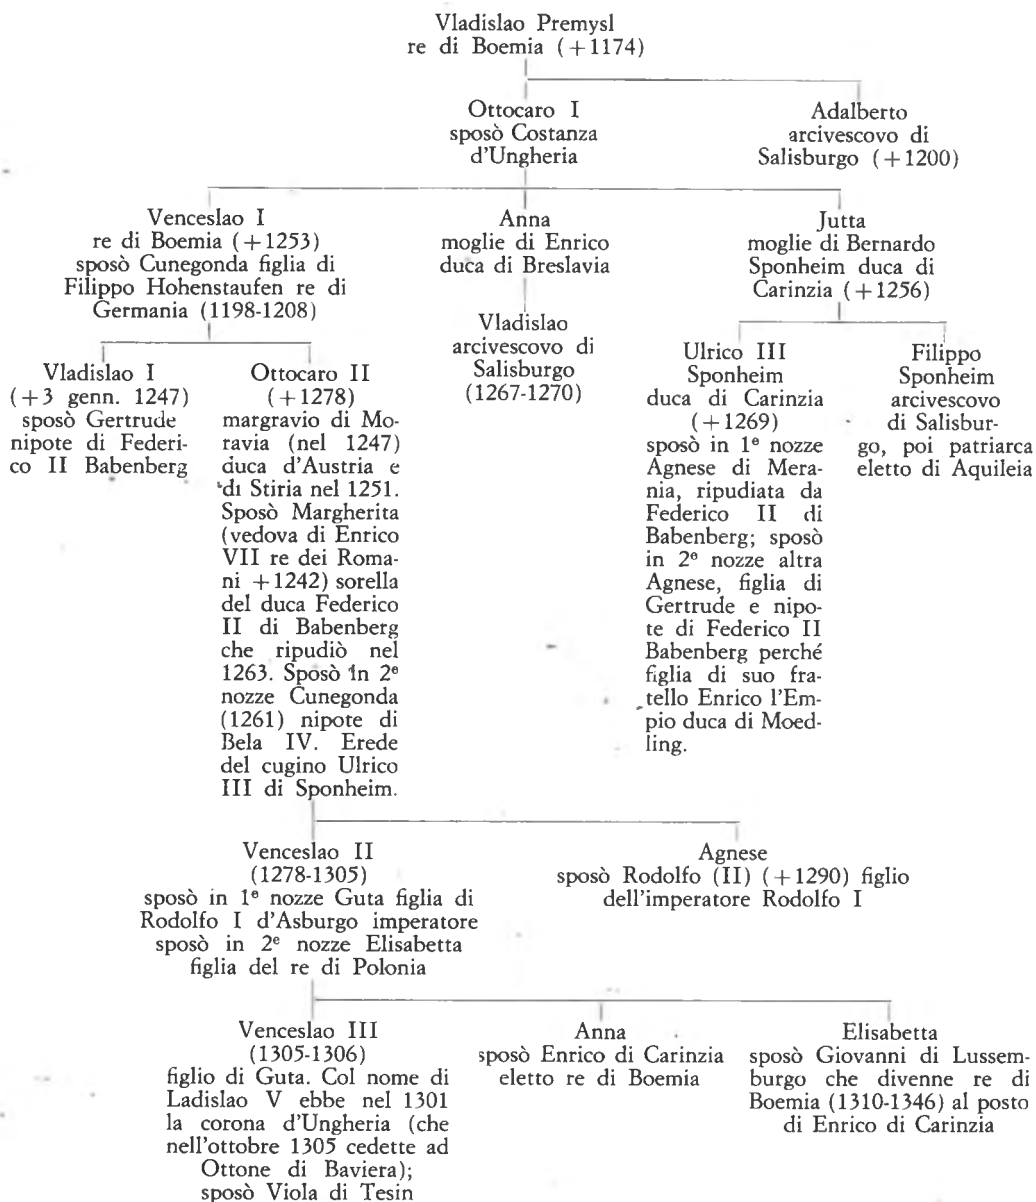 Vladislao Premysl
re di Boemia (+1174)
Ottocaro I
sposò Costanza
d'Ungheria
Adalberto
arcivescovo di
Salisburgo (+1200)
Venceslao I
re di Boemia (+1253)
sposò Cunegonda figlia di
Filippo Hohenstaufen re di
Germania (1198-1208)
Anna
moglie di Enrico
duca di Breslavia
Jutta
moglie di Bernardo
Sponheim duca di
Carinzia (+1256)
Vladislao I
(+3 genn. 1247)
sposò Gertrude
nipote di Federi-
co II Babenberg
Ottocaro II
(+1278)
margravio di Mo-
ravia (nel 1247)
duca d'Austria e
di Stiria nel 1251.
Sposò Margherita
(vedova di Enrico
VII re dei Roma-
ni +1242) sorella
del duca Federico
II di Babenberg
che ripudiò nel
1263. Sposò in 2e
nozze Cunegonda
(1261) nipote di
Bela IV. Erede
del cugino Ulrico
III di Sponheim.
Vladislao
arcivescovo di
Salisburgo
(1267-1270)
Ulrico III
Sponheim
duca di Carinzia
(+1269)
sposò in 1e nozze
Agnese di Mera-
nia, ripudiata da
Federico II di
Babenberg; sposò
in 2e nozze altra
Agnese, figlia di
Gertrude e nipo-
te di Federico II
Babenberg perché
figlia di suo fra-
tello Enrico l'Em-
pio duca di Moed-
ling.
Filippo
Sponheim
arcivescovo
di Salisbur-
go, poi patriarca
eletto di Aquileia
Venceslao II
(1278-1305)
sposò in 1e nozze Guta figlia di
Rodolfo I d'Asburgo imperatore
sposò in 2e nozze Elisabetta
figlia del re di Polonia
Agnese
sposò Rodolfo (II) (+1290) figlio
dell'imperatore Rodolfo I
Venceslao III
(1305-1306)
figlio di Guta. Col nome di
Ladislao V ebbe nel 1301
la corona d'Ungheria (che
nell'ottobre 1305 cedette ad
Ottone di Baviera);
sposò Viola di Tesin
Anna
sposò Enrico di Carinzia
eletto re di Boemia
Elisabetta
sposò Giovanni di Lussem-
burgo che divenne re di
Boemia (1310-1346) al posto
di Enrico di Carinzia